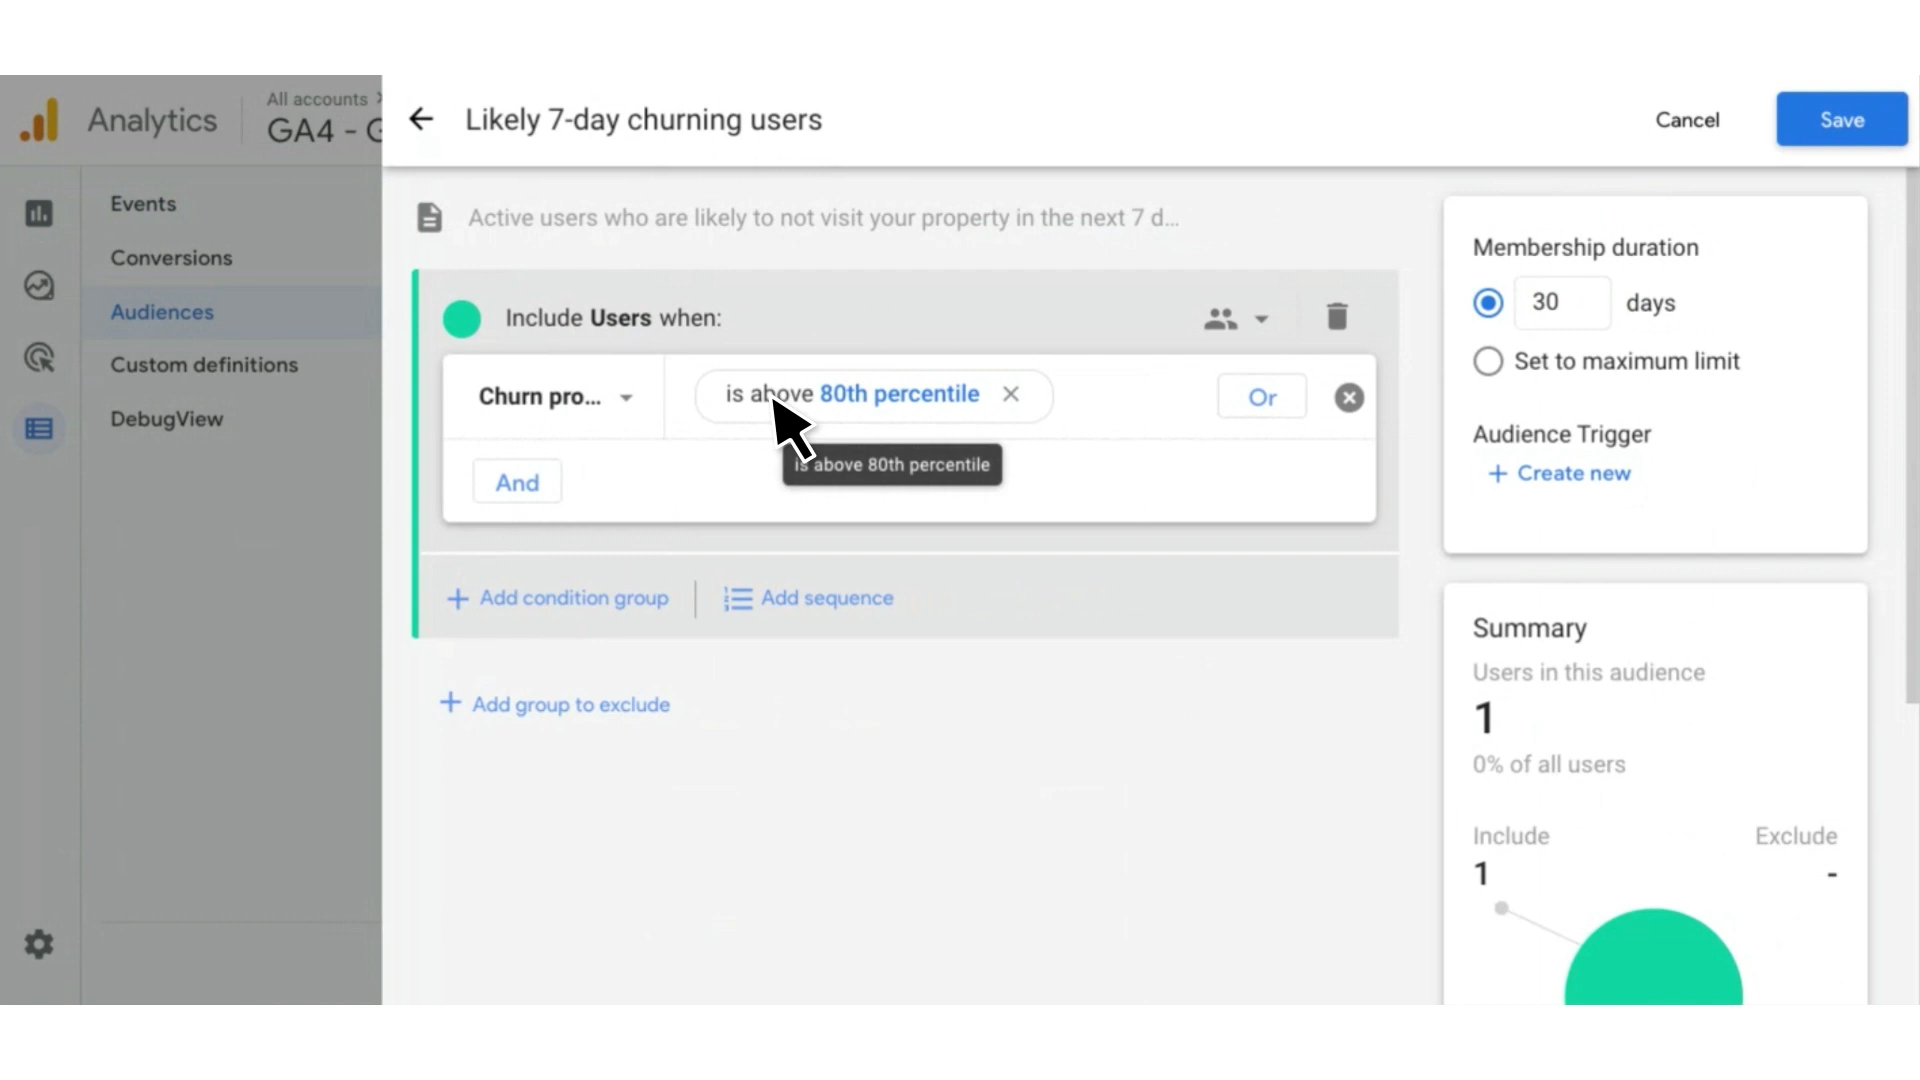 Analytics
All accounts >
GA4 - G
Likely 7-day churning users
Cancel
Save
Events
Conversions
Audiences
Custom definitions
DebugView
Active users who are likely to not visit your property in the next 7 d...
Include Users when:
Churn pro...
is above 80th percentile
Or
is above 80th percentile
And
+ Add condition group
Add sequence
+ Add group to exclude
Membership duration
30 days
Set to maximum limit
Audience Trigger
+ Create new
Summary
Users in this audience
1
0% of all users
Include
Exclude
1
-